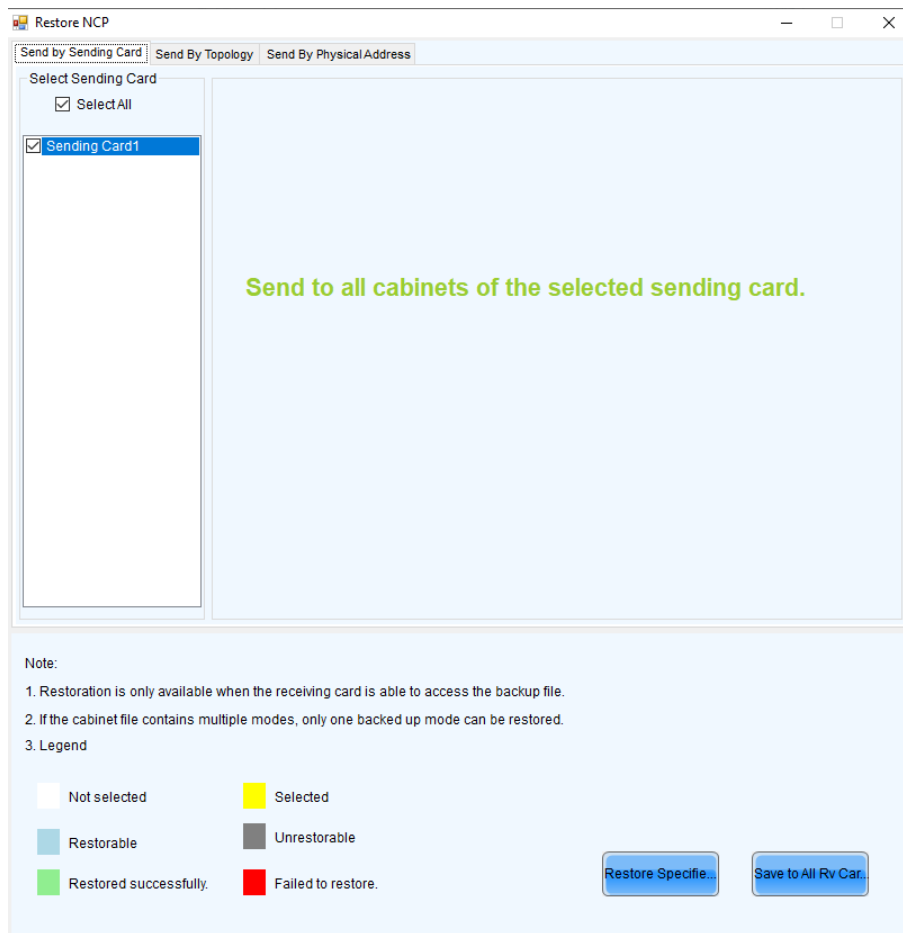 Restore NCP
Send by Sending Card
Send By Topology
Send By Physical Address
Select Sending Card
Select All
Sending Card1
Send to all cabinets of the selected sending card.
Note:
1. Restoration is only available when the receiving card is able to access the backup file.
2. If the cabinet file contains multiple modes, only one backed up mode can be restored.
3. Legend
Not selected
Selected
Restorable
Unrestorable
Restored successfully.
Failed to restore.
Restore Specifie...
Save to All Rv Car...